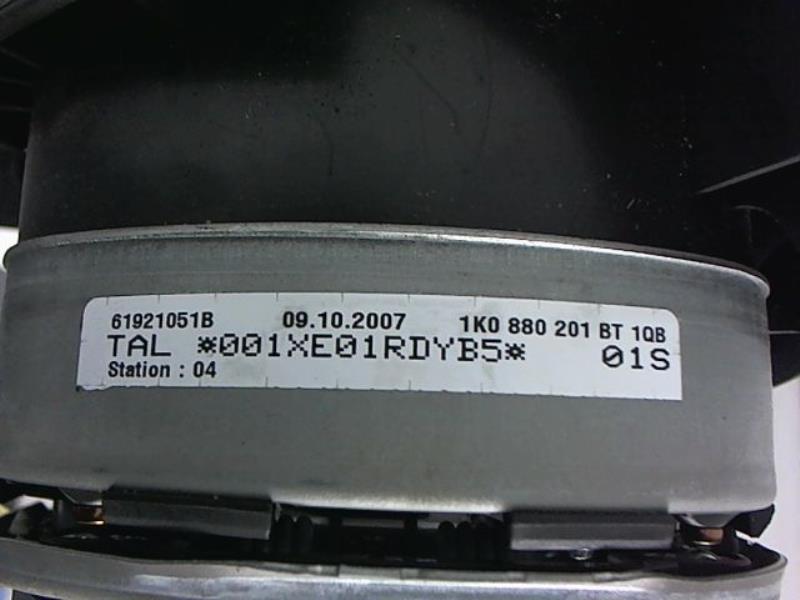 61921051B 09.10.2007 1K0 880 201 BT 1QB
TAL *001XE01RDYB5* 01S
Station : 04